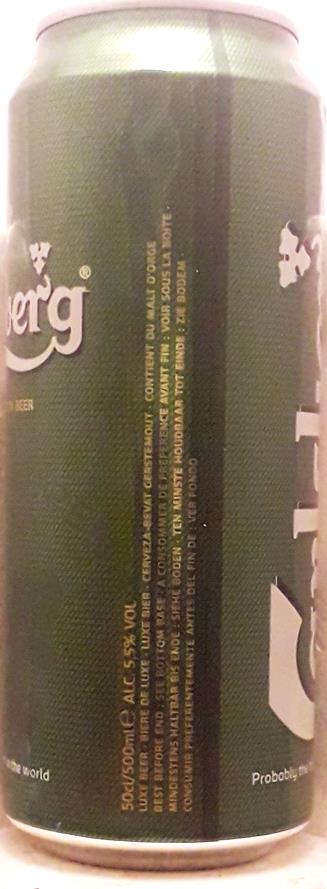 berg®
BEER
the world
50cl/500ml ℮ ALC. 5.5% VOL
LUXE BEER · BIERE DE LUXE · LUXE BIER · CERVEZA-BEVAT GERSTEMOUT · CONTIENT DU MALT D'ORGE
BEST BEFORE END : SEE BOTTOM BASE · A CONSOMMER DE PREFERENCE AVANT FIN : VOIR SOUS LA BOITE ·
MINDESTENS HALTBAR BIS ENDE : SIEHE BODEN · TEN MINSTE HOUDBAAR TOT EINDE : ZIE BODEM
CONSUMIR PREFERENTEMENTE ANTES DEL FIN DE : VER FONDO
Probably the